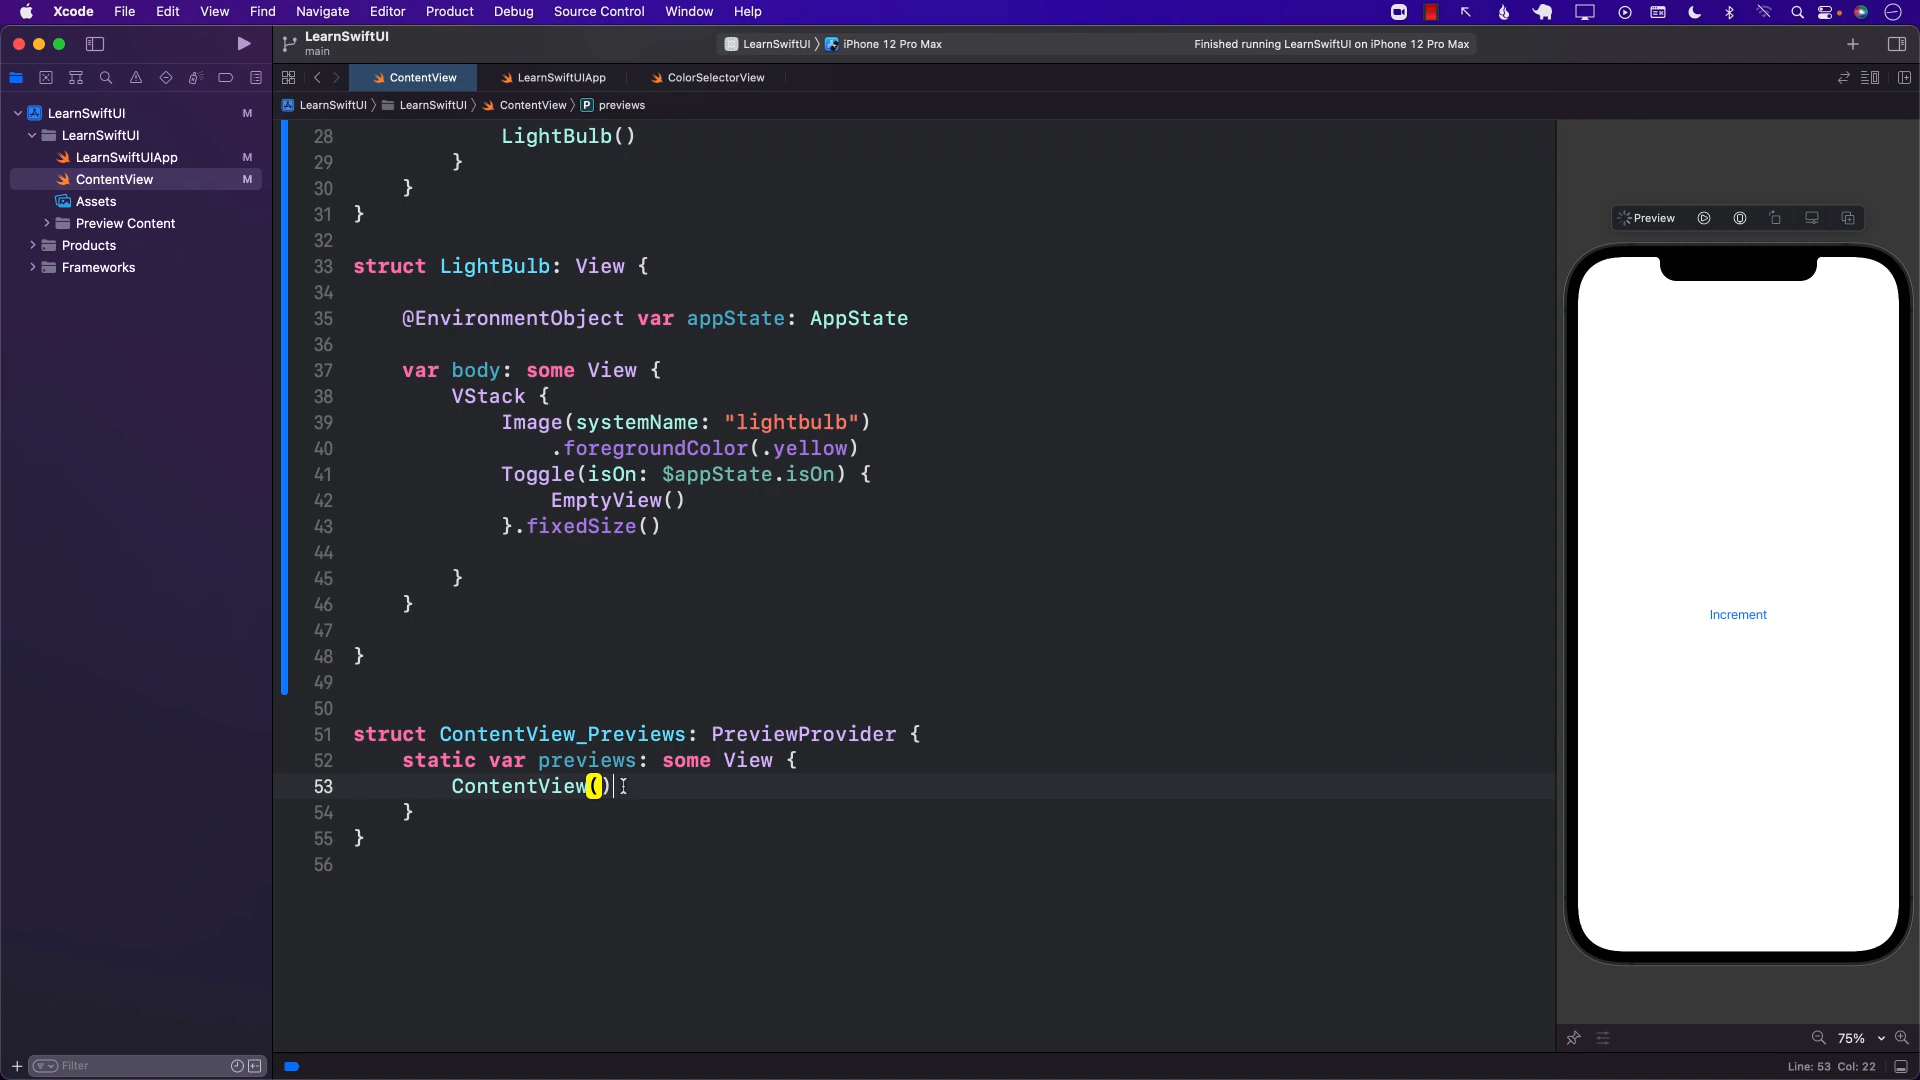 Xcode File Edit View Find Navigate Editor Product Debug Source Control Window Help
LearnSwiftUI
main
LearnSwiftUI iPhone 12 Pro Max
Finished running LearnSwiftUI on iPhone 12 Pro Max
ContentView LearnSwiftUIApp ColorSelectorView
LearnSwiftUI LearnSwiftUI ContentView P previews
LearnSwiftUI M
LearnSwiftUI
LearnSwiftUIApp M
ContentView M
Assets
Preview Content
Products
Frameworks
28 LightBulb()
29 }
30 }
31 }
32
33 struct LightBulb: View {
34
35 @EnvironmentObject var appState: AppState
36
37 var body: some View {
38 VStack {
39 Image(systemName: "lightbulb")
40 .foregroundColor(.yellow)
41 Toggle(isOn: $appState.isOn) {
42 EmptyView()
43 }.fixedSize()
44
45 }
46 }
47
48 }
49
50
51 struct ContentView_Previews: PreviewProvider {
52 static var previews: some View {
53 ContentView()
54 }
55 }
56
Preview
Increment
75%
Filter
Line: 53 Col: 22